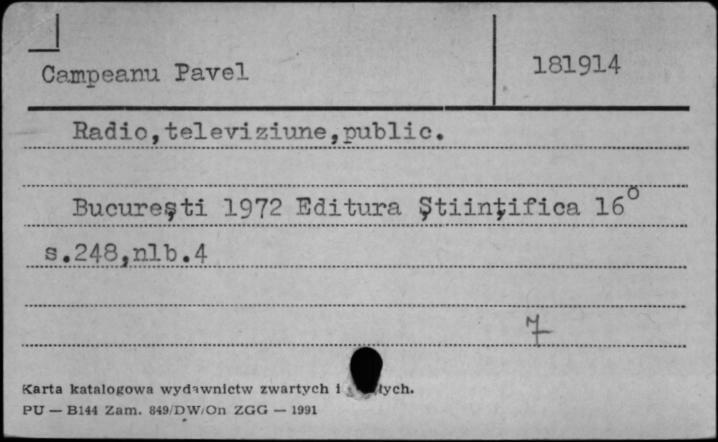 Campeanu Pavel
181914
Radio,televiziune,public.
Bucureşti 1972 Editura Ştiinţifica 16°
s.248,nlb.4
Karta katalogowa wydawnictw zwartych i
PU — B144 Zam. 849/DW/On ZGG — 1991